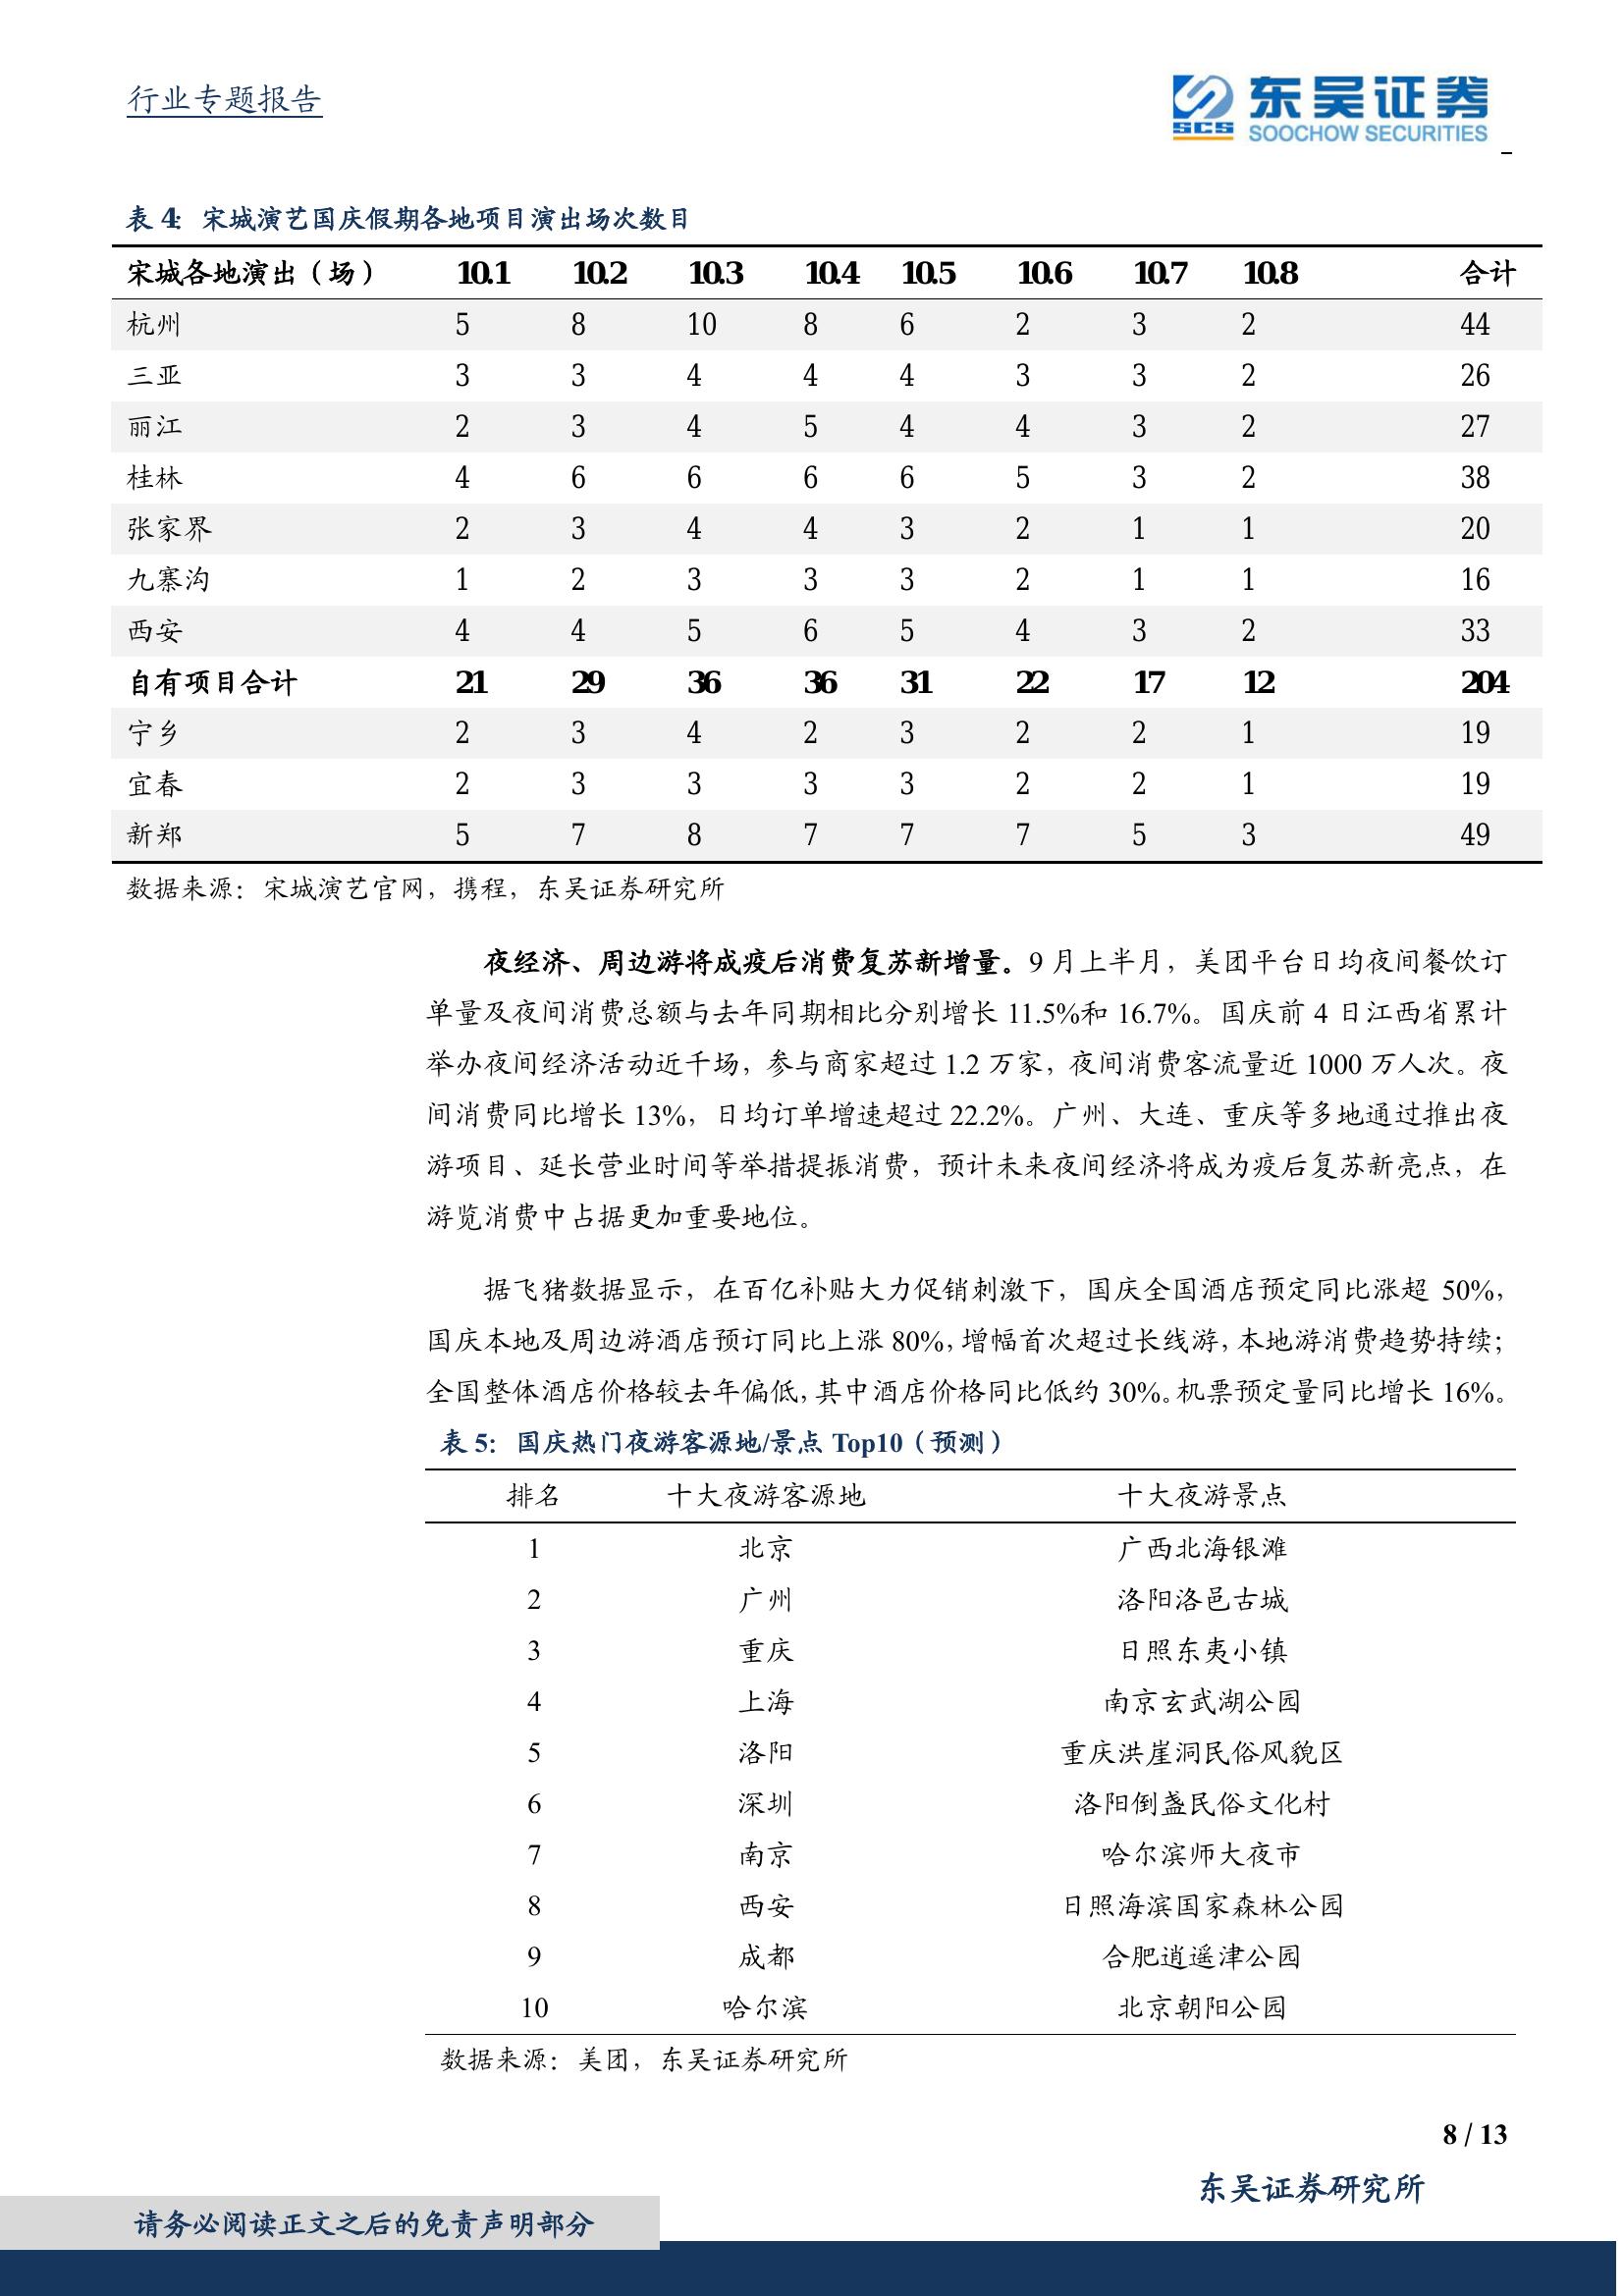 行业专题报告
东吴证券
SCS
SOOCHOW SECURITIES
表 4: 宋城演艺国庆假期各地项目演出场次数目
宋城各地演出（场） 10.1 10.2 10.3 10.4 10.5 10.6 10.7 10.8 合计
杭州 5 8 10 8 6 2 3 2 44
三亚 3 3 4 4 4 3 3 2 26
丽江 2 3 4 5 4 4 3 2 27
桂林 4 6 6 6 6 5 3 2 38
张家界 2 3 4 4 3 2 1 1 20
九寨沟 1 2 3 3 3 2 1 1 16
西安 4 4 5 6 5 4 3 2 33
自有项目合计 21 29 36 36 31 22 17 12 204
宁乡 2 3 4 2 3 2 2 1 19
宜春 2 3 3 3 3 2 2 1 19
新郑 5 7 8 7 7 7 5 3 49
数据来源：宋城演艺官网，携程，东吴证券研究所
夜经济、周边游将成疫后消费复苏新增量。9 月上半月，美团平台日均夜间餐饮订
单量及夜间消费总额与去年同期相比分别增长 11.5%和 16.7%。国庆前 4 日江西省累计
举办夜间经济活动近千场，参与商家超过 1.2 万家，夜间消费客流量近 1000 万人次。夜
间消费同比增长 13%，日均订单增速超过 22.2%。广州、大连、重庆等多地通过推出夜
游项目、延长营业时间等举措提振消费，预计未来夜间经济将成为疫后复苏新亮点，在
游览消费中占据更加重要地位。
据飞猪数据显示，在百亿补贴大力促销刺激下，国庆全国酒店预定同比涨超 50%，
国庆本地及周边游酒店预订同比上涨 80%，增幅首次超过长线游，本地游消费趋势持续；
全国整体酒店价格较去年偏低，其中酒店价格同比低约 30%。机票预定量同比增长 16%。
表 5：国庆热门夜游客源地/景点 Top10（预测）
排名 十大夜游客源地 十大夜游景点
1 北京 广西北海银滩
2 广州 洛阳洛邑古城
3 重庆 日照东夷小镇
4 上海 南京玄武湖公园
5 洛阳 重庆洪崖洞民俗风貌区
6 深圳 洛阳倒盏民俗文化村
7 南京 哈尔滨师大夜市
8 西安 日照海滨国家森林公园
9 成都 合肥逍遥津公园
10 哈尔滨 北京朝阳公园
数据来源：美团，东吴证券研究所
8 / 13
东吴证券研究所
请务必阅读正文之后的免责声明部分